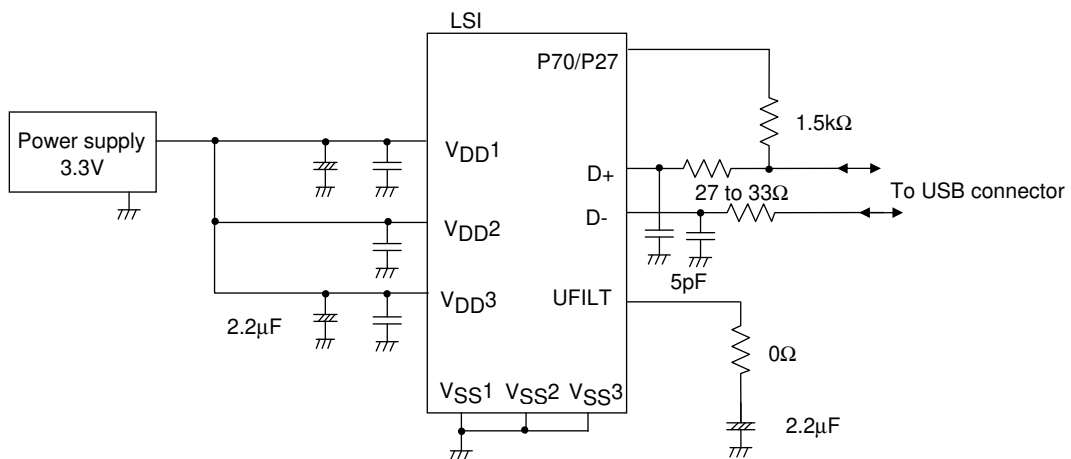 LSI
P70/P27
Power supply
3.3V
VDD1
1.5kΩ
D+
27 to 33Ω
To USB connector
VDD2
D-
5pF
VDD3
UFILT
2.2μF
0Ω
VSS1 VSS2 VSS3
2.2μF